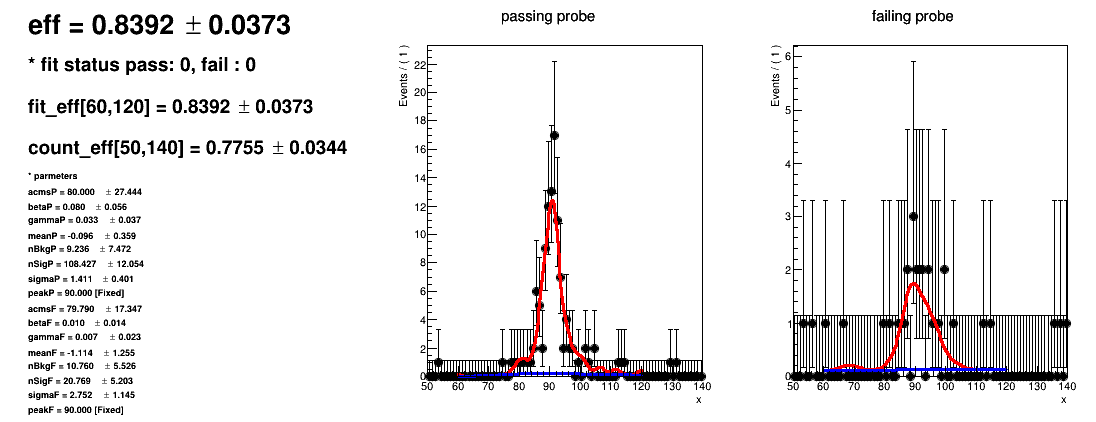 eff = 0.8392 ± 0.0373
* fit status pass: 0, fail : 0
fit_eff[60,120] = 0.8392 ± 0.0373
count_eff[50,140] = 0.7755 ± 0.0344
* parmeters
acmsP = 80.000 ± 27.444
betaP = 0.080 ± 0.056
gammaP = 0.033 ± 0.037
meanP = -0.096 ± 0.359
nBkgP = 9.236 ± 7.472
nSigP = 108.427 ± 12.054
sigmaP = 1.411 ± 0.401
peakP = 90.000 [Fixed]
acmsF = 79.790 ± 17.347
betaF = 0.010 ± 0.014
gammaF = 0.007 ± 0.023
meanF = -1.114 ± 1.255
nBkgF = 10.760 ± 5.526
nSigF = 20.769 ± 5.203
sigmaF = 2.752 ± 1.145
peakF = 90.000 [Fixed]
passing probe
Events / ( 1 )
22
20
18
16
14
12
10
8
6
4
2
0
50 60 70 80 90 100 110 120 130 140
x
failing probe
Events / ( 1 )
6
5
4
3
2
1
0
50 60 70 80 90 100 110 120 130 140
x